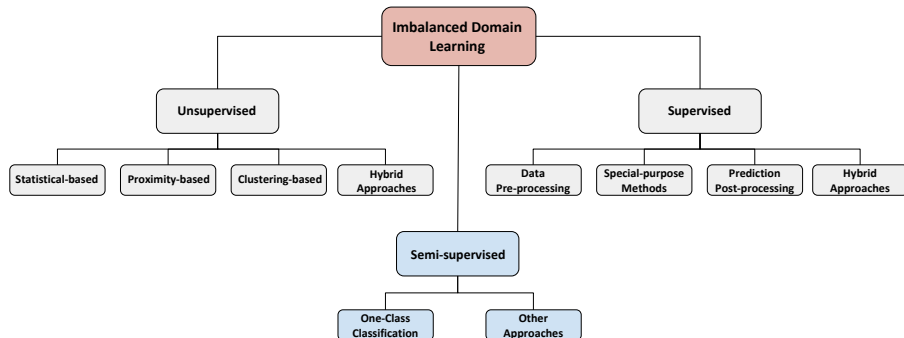 Imbalanced Domain
Learning
Unsupervised
Supervised
Statistical-based
Proximity-based
Clustering-based
Hybrid
Approaches
Data
Pre-processing
Special-purpose
Methods
Prediction
Post-processing
Hybrid
Approaches
Semi-supervised
One-Class
Classification
Other
Approaches